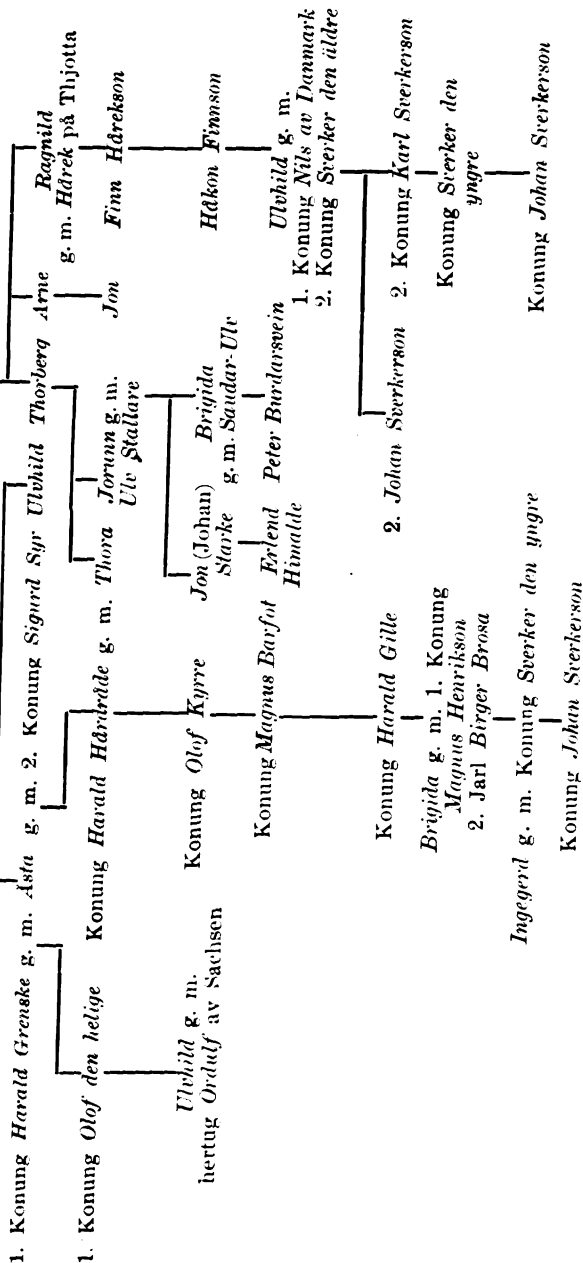 1. Konung Harald Grenske g. m. Åsta g. m. 2. Konung Sigurd Syr Ulvhild Thorberg Arne Ragnild
g. m. Hårek på Thjotta
1. Konung Olof den helige Konung Harald Hårdråde g. m. Thora Jorunn g. m. Jon Finn Hårekson
Ulv Stallare
Ulvhild g. m. Konung Olof Kyrre Jon (Johan) Brigida Håkon Finnson
hertug Ordulf av Sachsen Starke g. m. Saudar-Ulv
Konung Magnus Barfot Erlend Peter Burdarsvein Ulvhild g. m.
Himalde 1. Konung Nils av Danmark
2. Konung Sverker den äldre
Konung Harald Gille 2. Johan Sverkerson 2. Konung Karl Sverkerson
Brigida g. m. 1. Konung Konung Sverker den
Magnus Henrikson yngre
2. Jarl Birger Brosa
Ingegerd g. m. Konung Sverker den yngre Konung Johan Sverkerson
Konung Johan Sverkerson